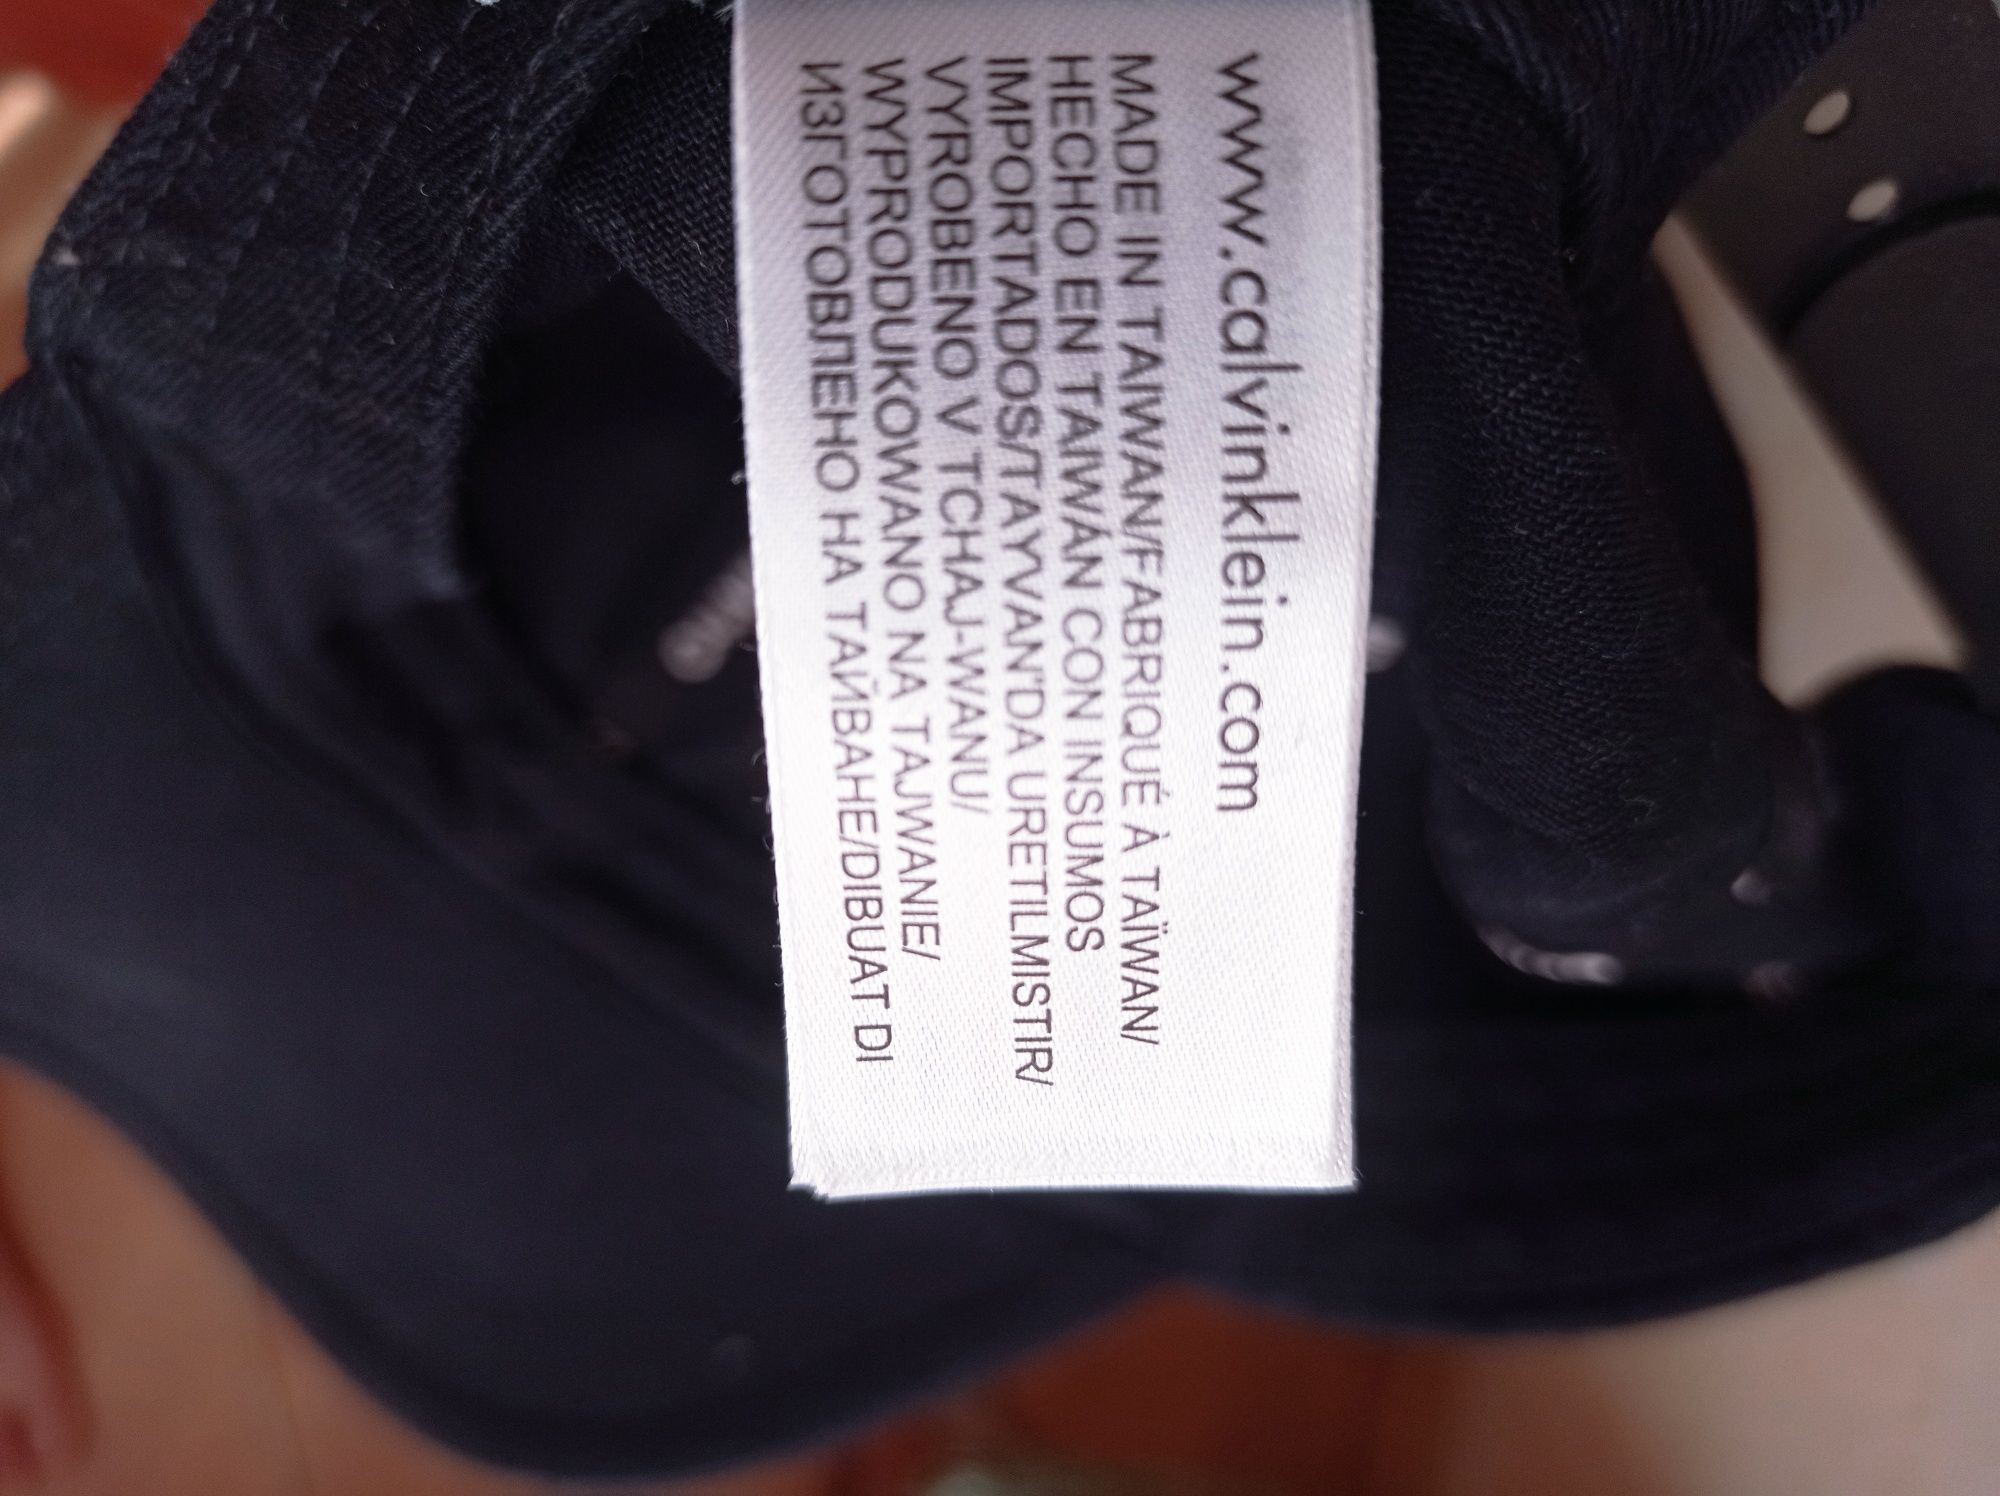 www.calvinklein.com
MADE IN TAIWAN/FABRIQUÉ À TAÏWAN/
HECHO EN TAIWÁN CON INSUMOS
IMPORTADOS/TAYVAN'DA URETILMISTIR/
VYROBENO V TCHAJ-WANU/
WYPRODUKOWANO NA TAJWANIE/
ИЗГОТОВЛЕНО НА ТАЙВАНЕ/DIBUAT DI